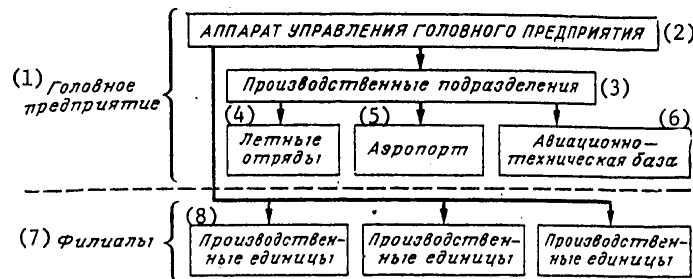 АППАРАТ УПРАВЛЕНИЯ ГОЛОВНОГО ПРЕДПРИЯТИЯ (2)
(1) Головное
предприятие
Производственные подразделения (3)
(4) (5) (6)
Летные
отряды
Аэропорт
Авиационно-
техническая база
(7) Филиалы
(8)
Производствен-
ные единицы
Производствен-
ные единицы
Производствен-
ные единицы